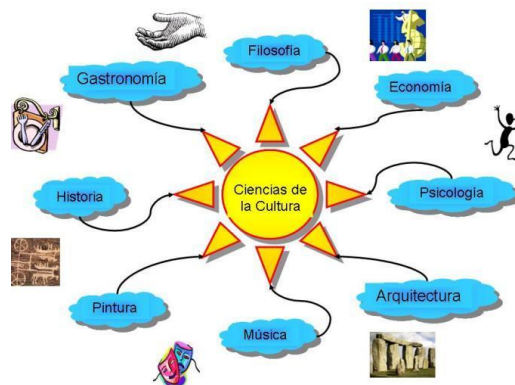 Filosofía
Gastronomía
Economía
Historia
Ciencias de
la Cultura
Psicología
Pintura
Música
Arquitectura